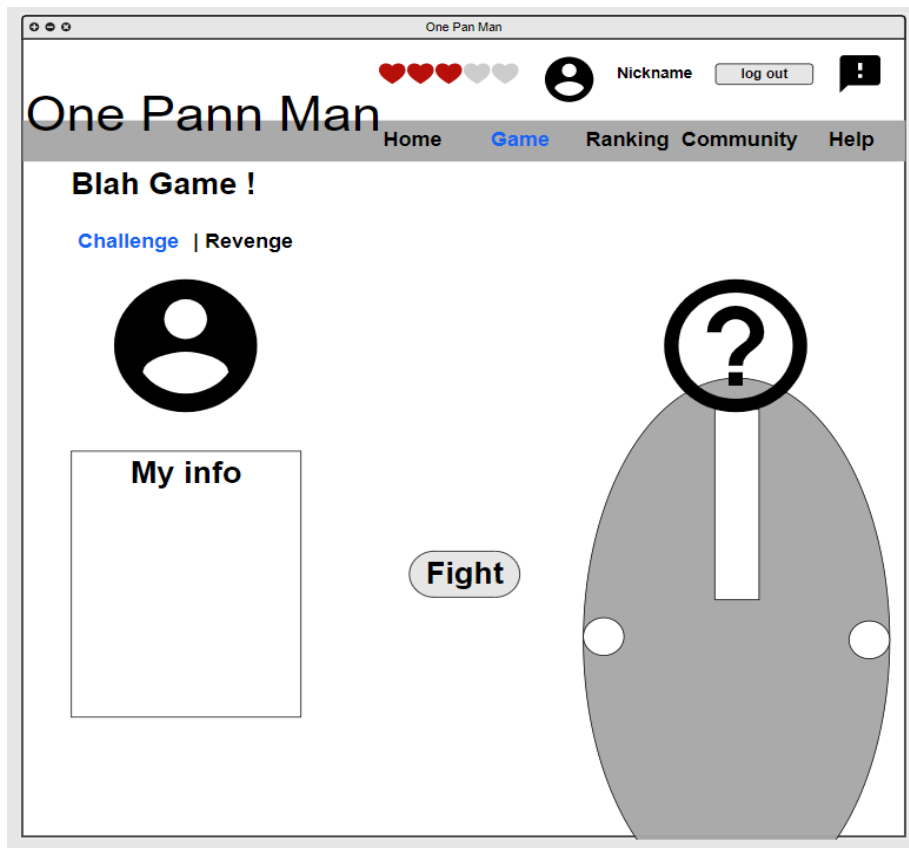 One Pan Man
Nickname
log out
One Pann Man
Home Game Ranking Community Help
Blah Game !
Challenge | Revenge
?
My info
Fight